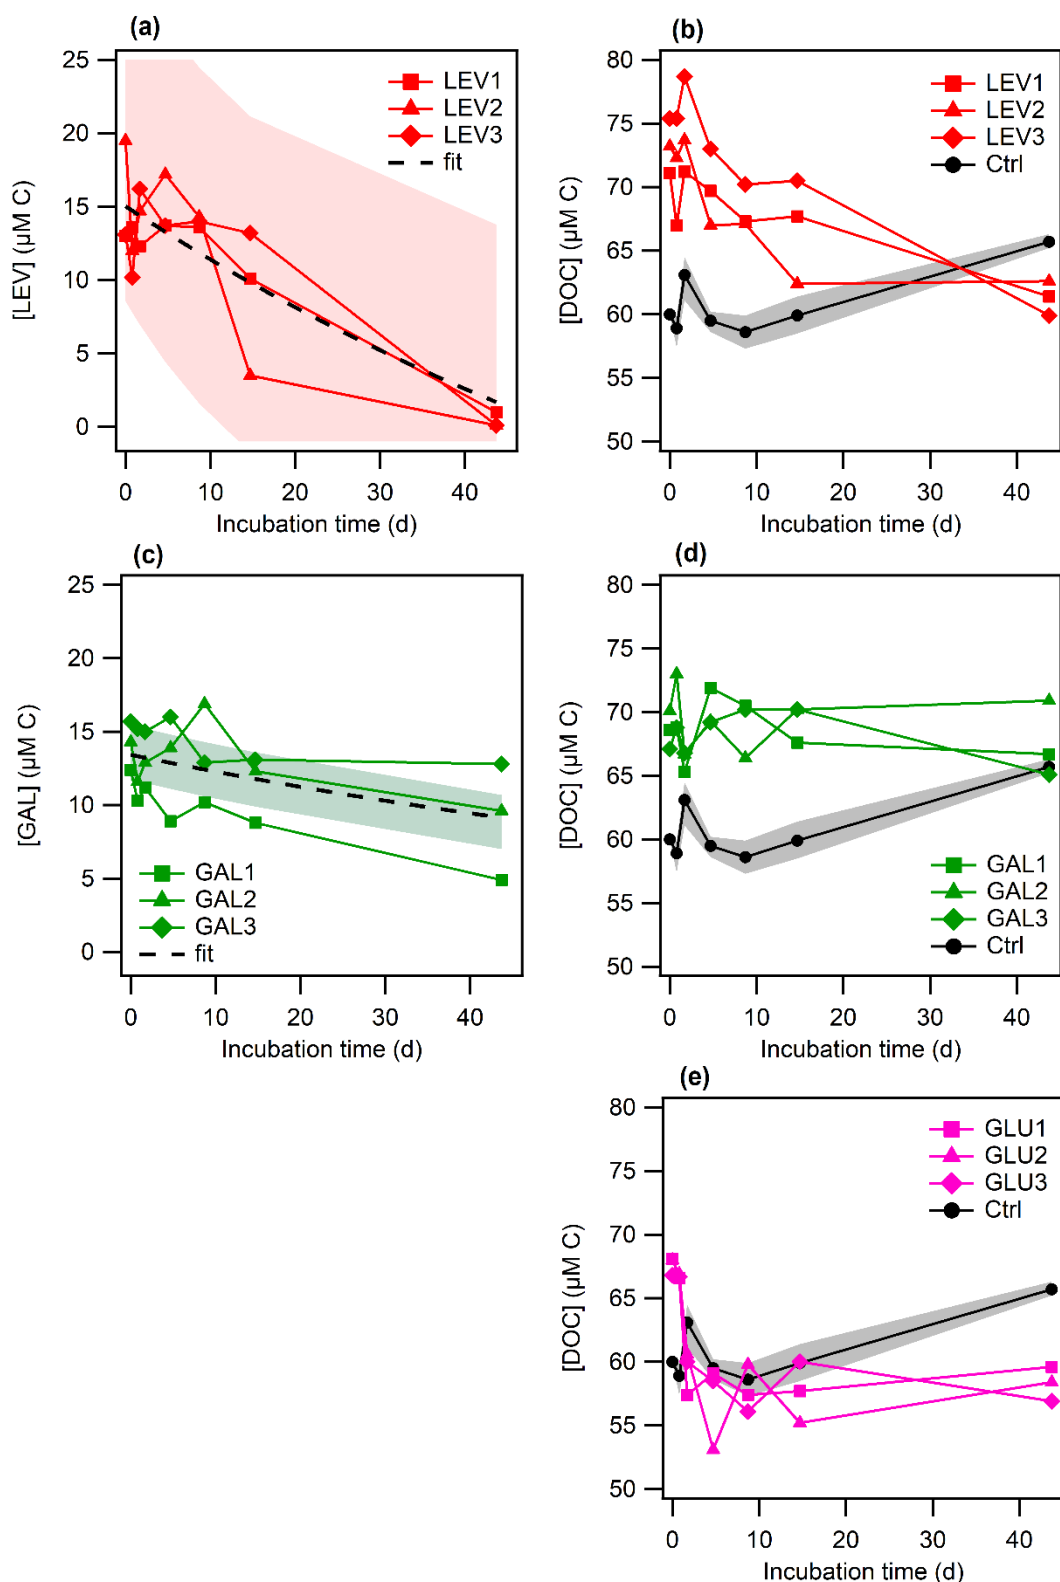 (a)
25
20
15
10
5
0
[LEV] (µM C)
LEV1
LEV2
LEV3
fit
0 10 20 30 40
Incubation time (d)
(b)
80
75
70
65
60
55
50
[DOC] (µM C)
LEV1
LEV2
LEV3
Ctrl
0 10 20 30 40
Incubation time (d)
(c)
25
20
15
10
5
0
[GAL] (µM C)
GAL1
GAL2
GAL3
fit
0 10 20 30 40
Incubation time (d)
(d)
80
75
70
65
60
55
50
[DOC] (µM C)
GAL1
GAL2
GAL3
Ctrl
0 10 20 30 40
Incubation time (d)
(e)
80
75
70
65
60
55
50
[DOC] (µM C)
GLU1
GLU2
GLU3
Ctrl
0 10 20 30 40
Incubation time (d)